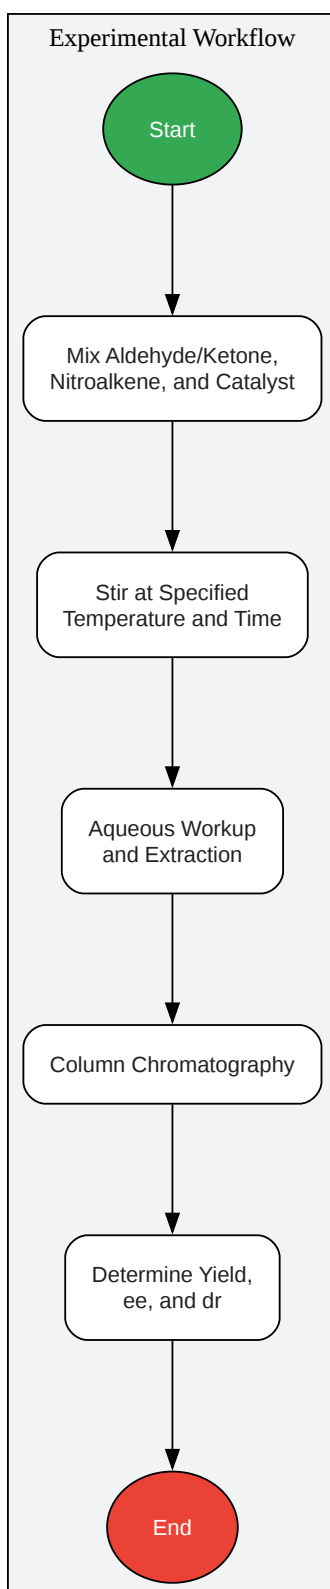 Experimental Workflow
Start
Mix Aldehyde/Ketone,
Nitroalkene, and Catalyst
Stir at Specified
Temperature and Time
Aqueous Workup
and Extraction
Column Chromatography
Determine Yield,
ee, and dr
End